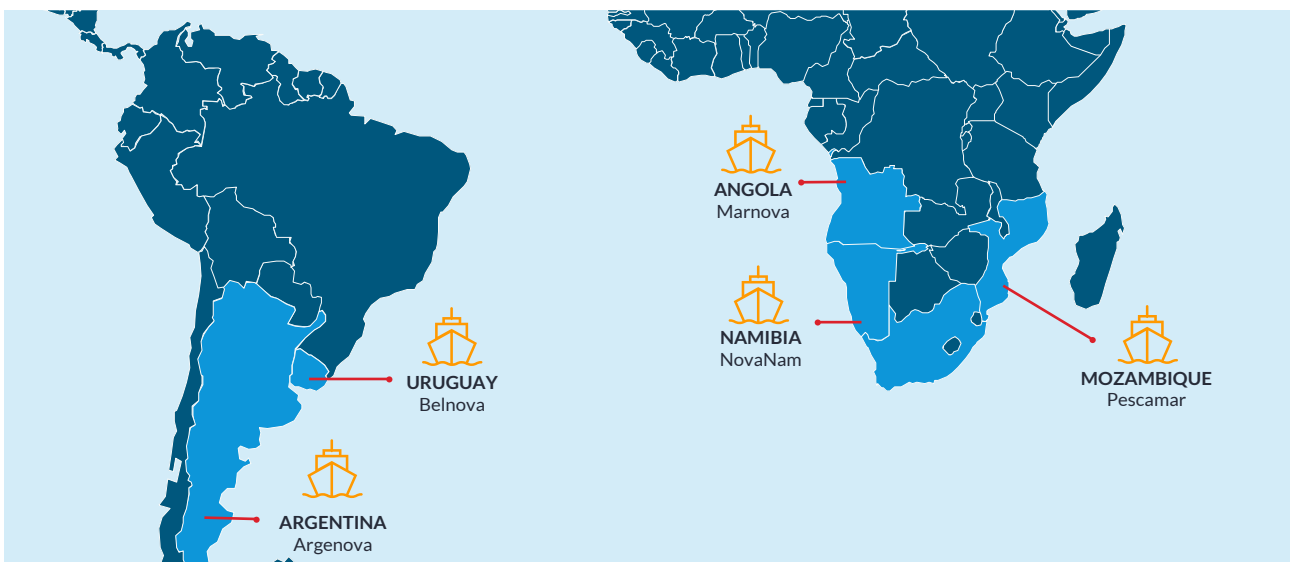 ANGOLA
Marnova
NAMIBIA
NovaNam
MOZAMBIQUE
Pescamar
URUGUAY
Belnova
ARGENTINA
Argenova